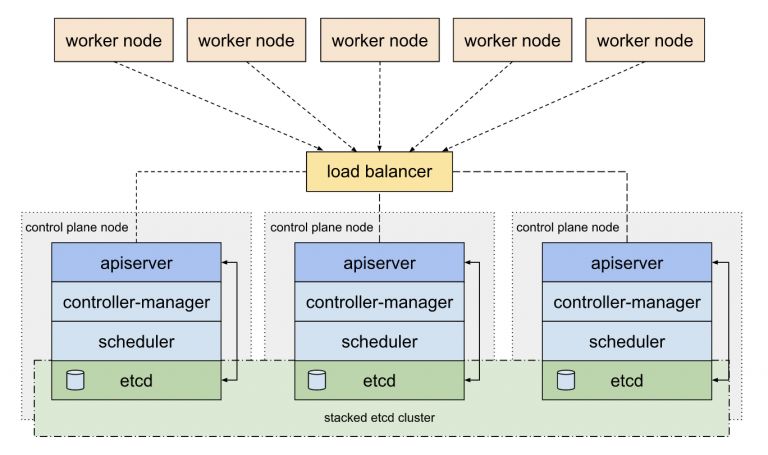 worker node
worker node
worker node
worker node
worker node
load balancer
control plane node
control plane node
control plane node
apiserver
apiserver
apiserver
controller-manager
controller-manager
controller-manager
scheduler
scheduler
scheduler
etcd
etcd
etcd
stacked etcd cluster